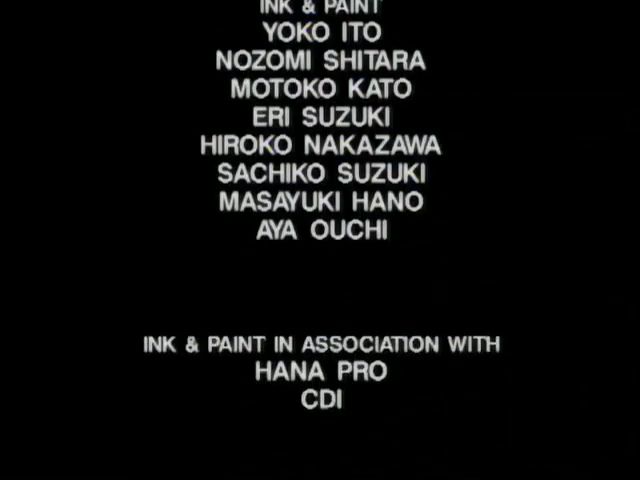 INK & PAINT
YOKO ITO
NOZOMI SHITARA
MOTOKO KATO
ERI SUZUKI
HIROKO NAKAZAWA
SACHIKO SUZUKI
MASAYUKI HANO
AYA OUCHI
INK & PAINT IN ASSOCIATION WITH
HANA PRO
CDI